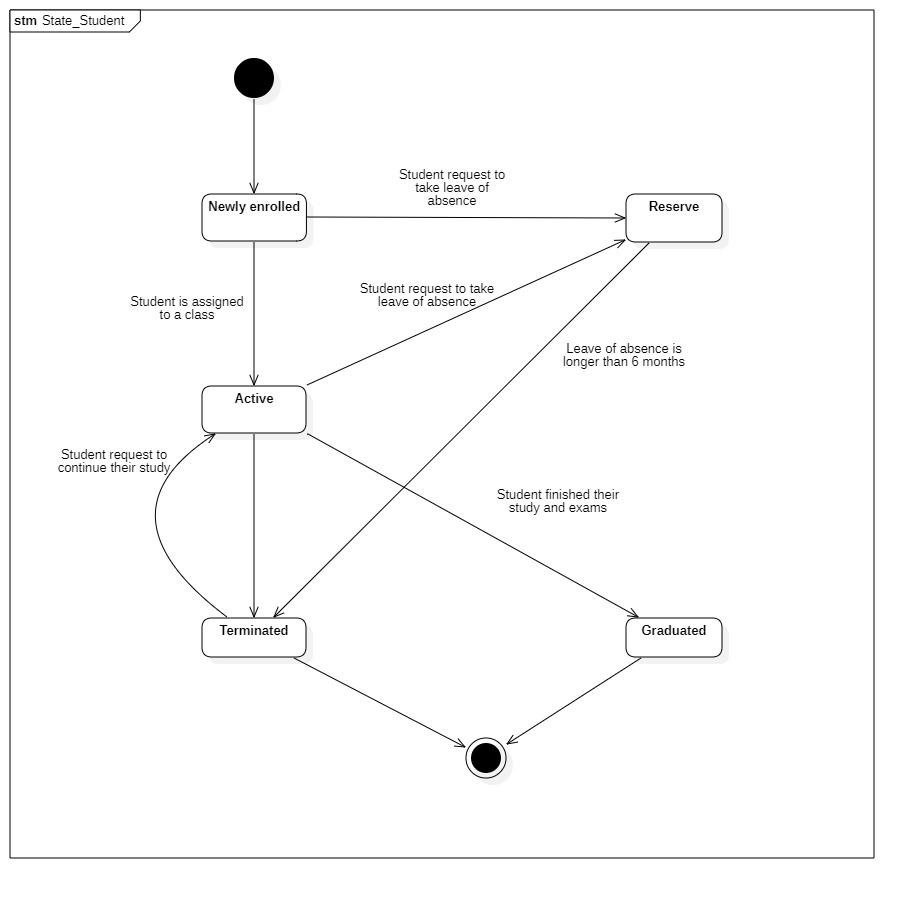 stm State_Student
Student request to
take leave of
absence
Newly enrolled
Reserve
Student request to take
leave of absence
Student is assigned
to a class
Leave of absence is
longer than 6 months
Active
Student request to
continue their study
Student finished their
study and exams
Terminated
Graduated